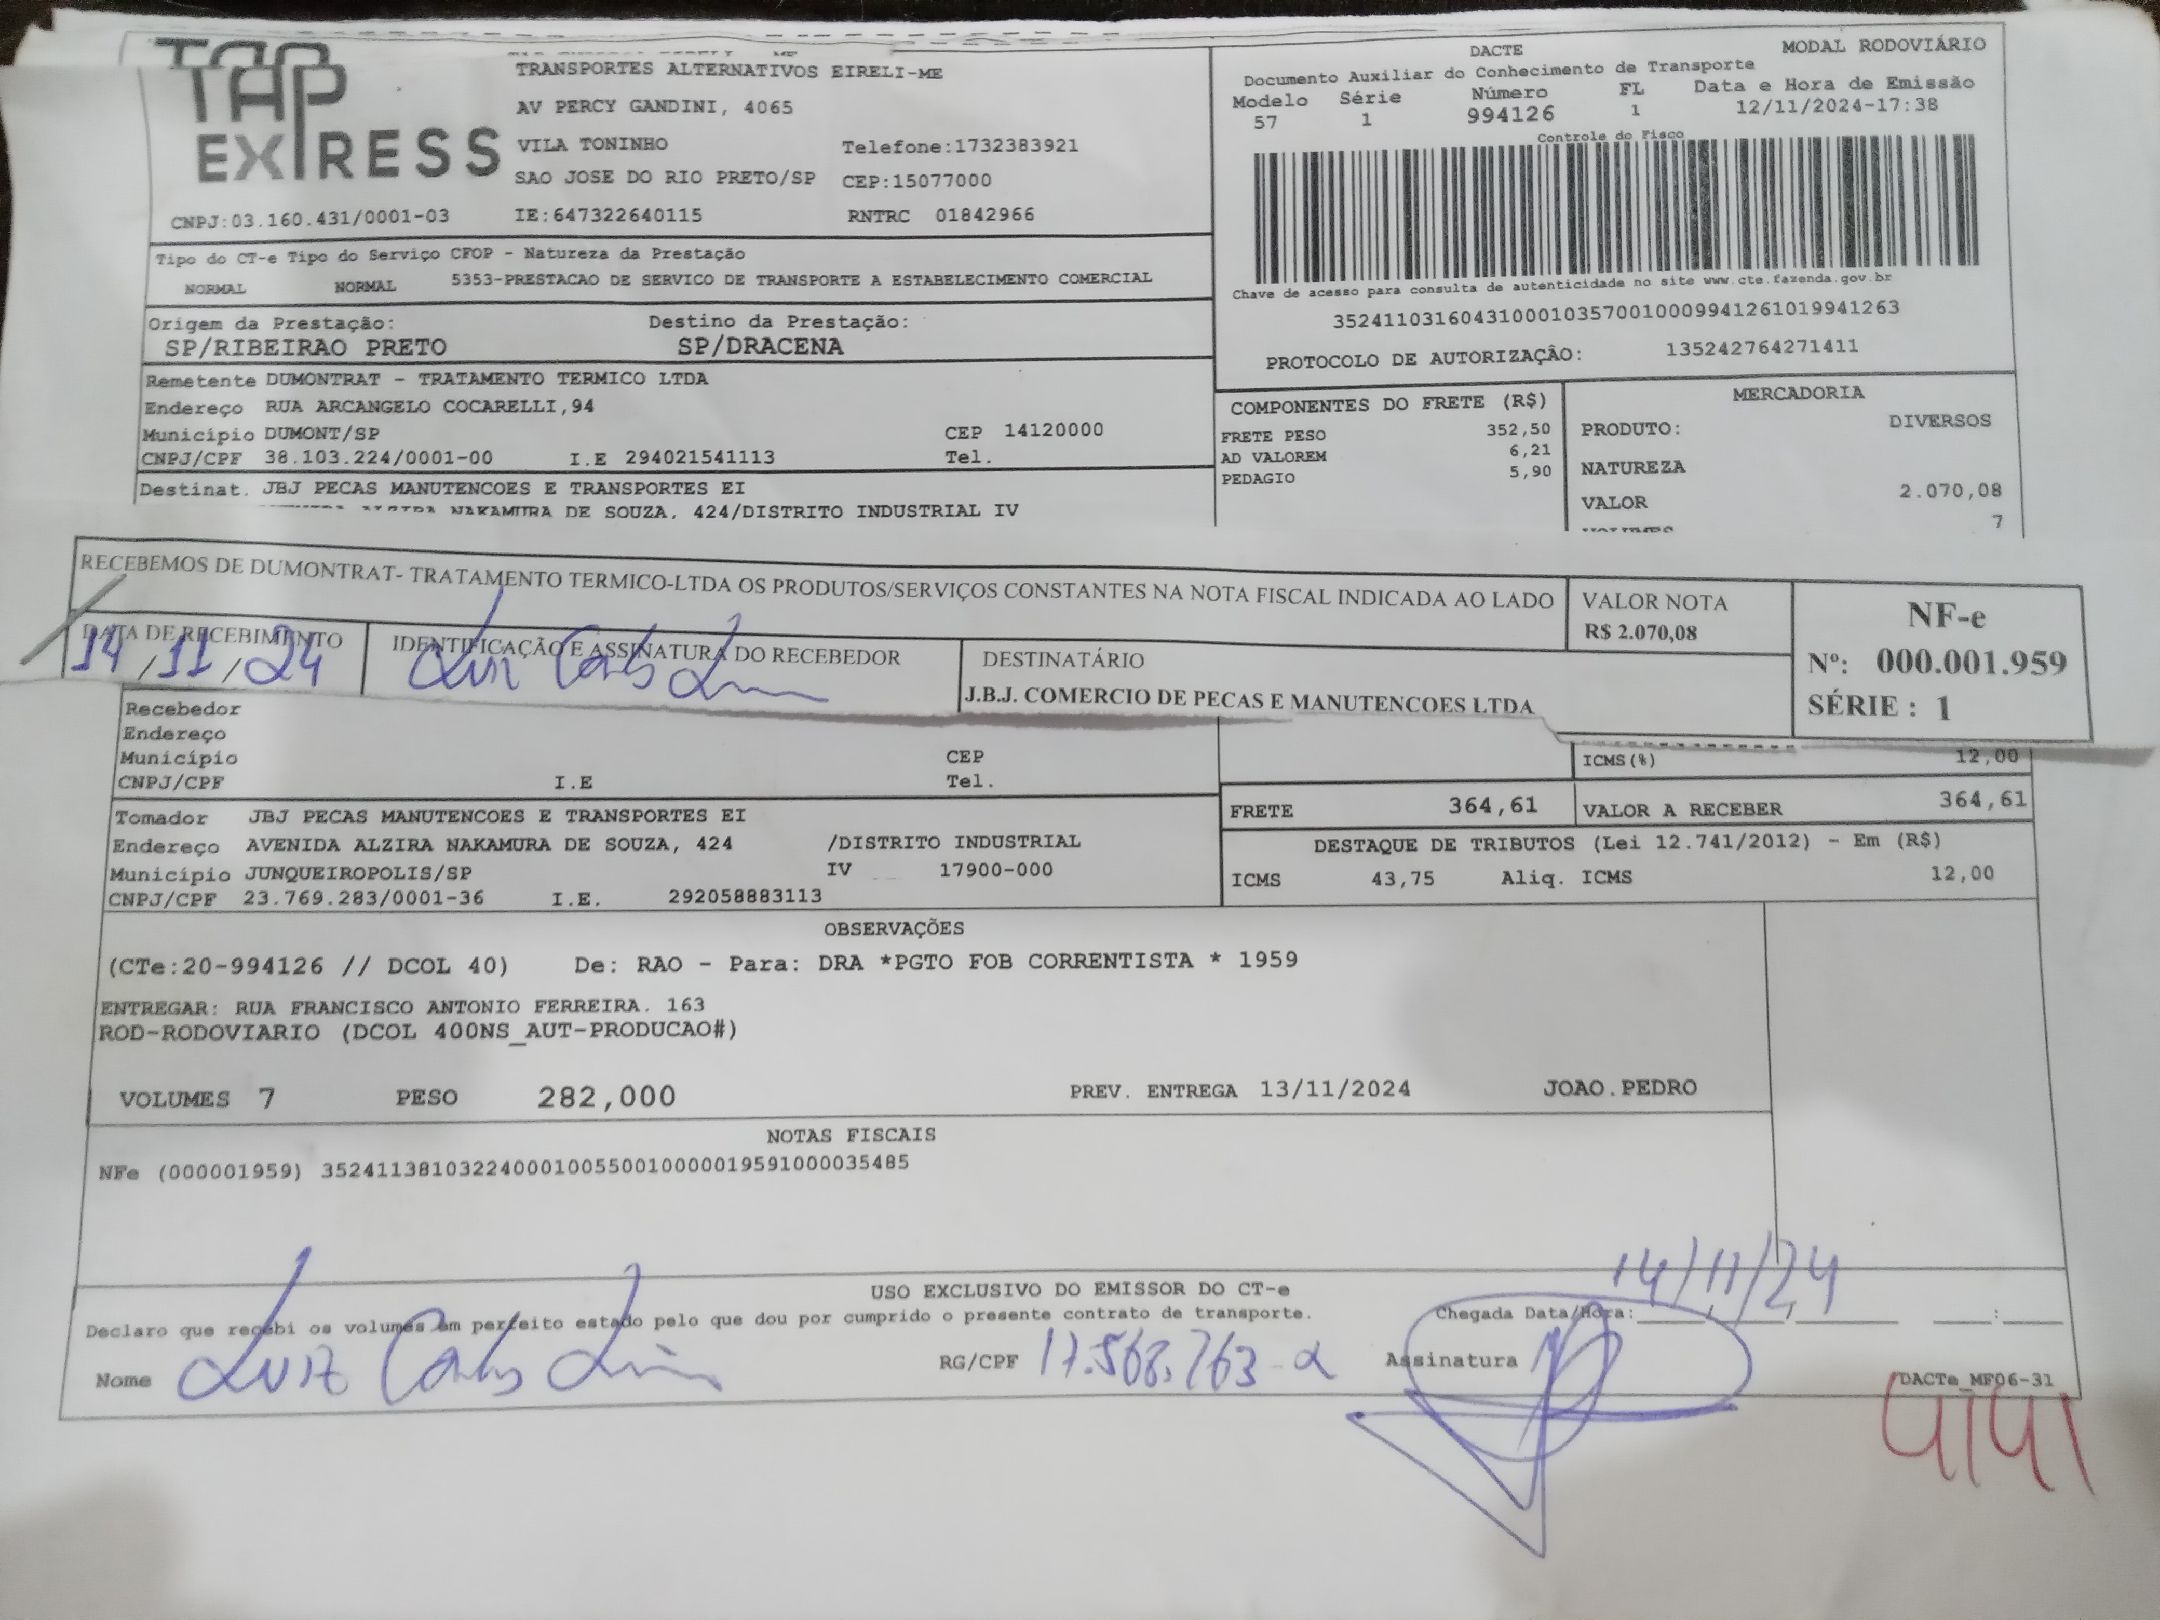 TAP EXPRESS
TRANSPORTES ALTERNATIVOS EIRELI-ME
AV PERCY GANDINI, 4065
VILA TONINHO Telefone:1732383921
SAO JOSE DO RIO PRETO/SP CEP:15077000
CNPJ:03.160.431/0001-03 IE:647322640115 RNTRC 01842966
DACTE MODAL RODOVIÁRIO
Documento Auxiliar do Conhecimento de Transporte
Modelo Série Número FL Data e Hora de Emissão
57 1 994126 1 12/11/2024-17:38
Controle do Fisco
Chave de acesso para consulta de autenticidade no site www.cte.fazenda.gov.br
35241103160431000103570010009941261019941263
PROTOCOLO DE AUTORIZAÇÃO: 135242764271411
Tipo do CT-e Tipo do Serviço CFOP - Natureza da Prestação
NORMAL NORMAL 5353-PRESTACAO DE SERVICO DE TRANSPORTE A ESTABELECIMENTO COMERCIAL
Origem da Prestação: Destino da Prestação:
SP/RIBEIRAO PRETO SP/DRACENA
Remetente DUMONTRAT - TRATAMENTO TERMICO LTDA
Endereço RUA ARCANGELO COCARELLI,94
Município DUMONT/SP CEP 14120000
CNPJ/CPF 38.103.224/0001-00 I.E 294021541113 Tel.
Destinat. JBJ PECAS MANUTENCOES E TRANSPORTES EI
NAKAMURA DE SOUZA, 424/DISTRITO INDUSTRIAL IV
COMPONENTES DO FRETE (R$)
FRETE PESO 352,50
AD VALOREM 6,21
PEDAGIO 5,90
MERCADORIA
PRODUTO: DIVERSOS
NATUREZA
VALOR 2.070,08
7
RECEBEMOS DE DUMONTRAT- TRATAMENTO TERMICO-LTDA OS PRODUTOS/SERVIÇOS CONSTANTES NA NOTA FISCAL INDICADA AO LADO
VALOR NOTA
R$ 2.070,08
NF-e
Nº: 000.001.959
SÉRIE : 1
DATA DE RECEBIMENTO IDENTIFICAÇÃO E ASSINATURA DO RECEBEDOR DESTINATÁRIO
14/11/24 Luiz Carlos
J.B.J. COMERCIO DE PECAS E MANUTENCOES LTDA
Recebedor
Endereço
Município CEP
CNPJ/CPF I.E Tel.
ICMS(%) 12,00
Tomador JBJ PECAS MANUTENCOES E TRANSPORTES EI
Endereço AVENIDA ALZIRA NAKAMURA DE SOUZA, 424 /DISTRITO INDUSTRIAL
Município JUNQUEIROPOLIS/SP IV 17900-000
CNPJ/CPF 23.769.283/0001-36 I.E. 292058883113
FRETE 364,61 VALOR A RECEBER 364,61
DESTAQUE DE TRIBUTOS (Lei 12.741/2012) - Em (R$)
ICMS 43,75 Aliq. ICMS 12,00
OBSERVAÇÕES
(CTe:20-994126 // DCOL 40) De: RAO - Para: DRA *PGTO FOB CORRENTISTA * 1959
ENTREGAR: RUA FRANCISCO ANTONIO FERREIRA. 163
ROD-RODOVIARIO (DCOL 400NS_AUT-PRODUCAO#)
VOLUMES 7 PESO 282,000 PREV. ENTREGA 13/11/2024 JOAO.PEDRO
NOTAS FISCAIS
NFe (000001959) 35241138103224000100550010000019591000035485
USO EXCLUSIVO DO EMISSOR DO CT-e
Declaro que recebi os volumes em perfeito estado pelo que dou por cumprido o presente contrato de transporte.
Chegada Data/Hora: 14/11/24
Nome Luiz Carlos RG/CPF Assinatura
DACTe_MF06-31